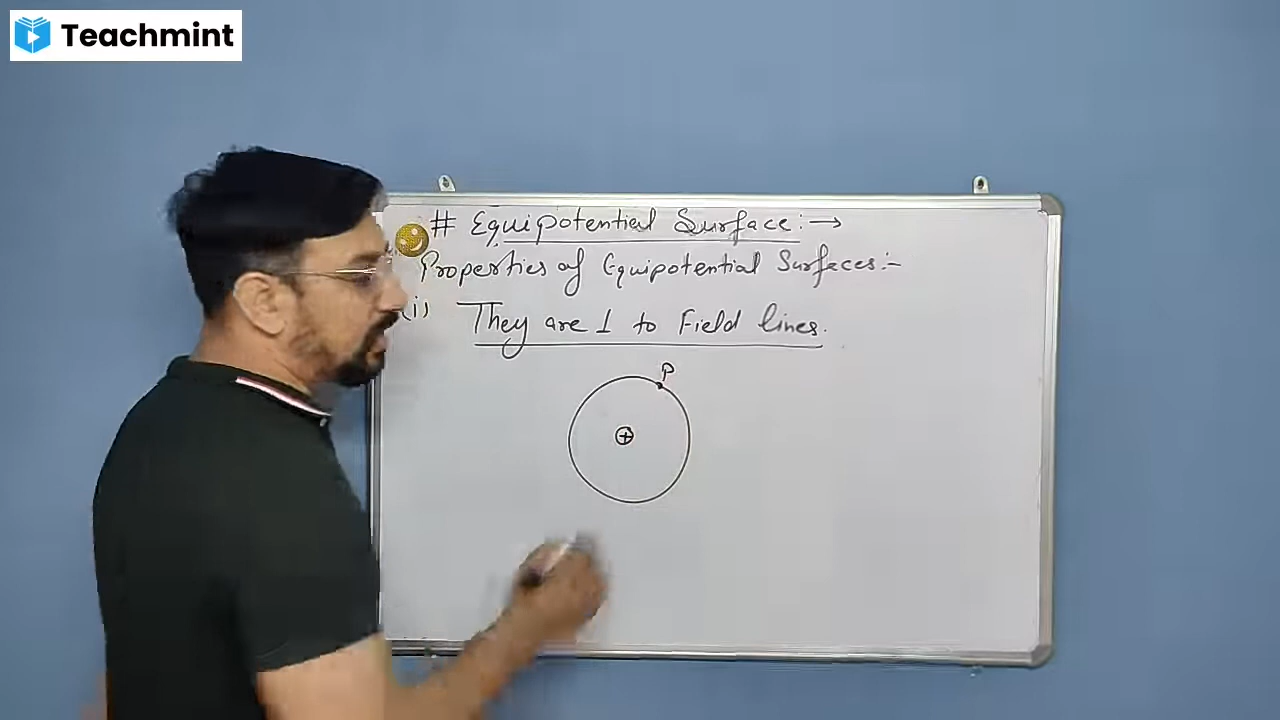 Teachmint
# Equipotential Surface:→
Properties of Equipotential Surfaces:-
(i) They are ⊥ to Field lines.
P
+